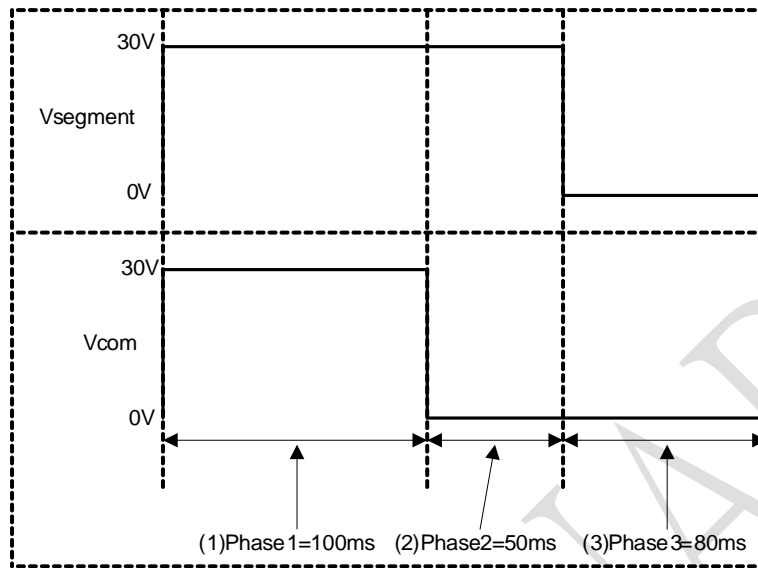 30V
Vsegment
0V
30V
Vcom
0V
(1)Phase1=100ms (2)Phase2=50ms (3)Phase3=80ms